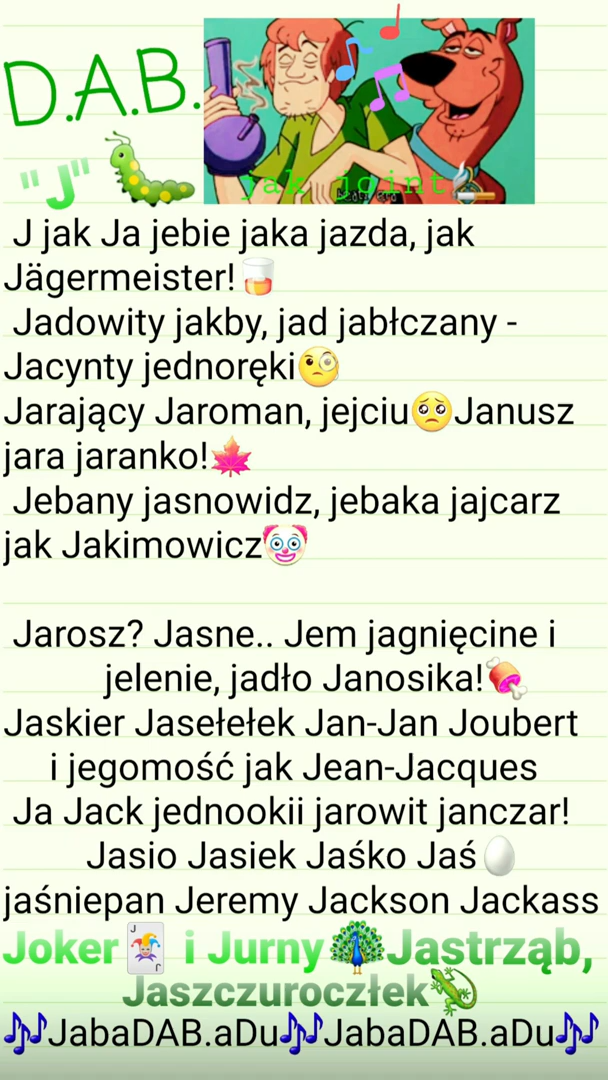 D.A.B.
"J"🐛
jak joint🚬
J jak Ja jebie jaka jazda, jak
Jägermeister!🥃
Jadowity jakby, jad jabłczany -
Jacynty jednoręki🧐
Jarający Jaroman, jejciu🥺Janusz
jara jaranko!🍁
Jebany jasnowidz, jebaka jajcarz
jak Jakimowicz🤡
Jarosz? Jasne.. Jem jagnięcine i
jelenie, jadło Janosika!🍖
Jaskier Jasełełek Jan-Jan Joubert
i jegomość jak Jean-Jacques
Ja Jack jednookii jarowit janczar!
Jasio Jasiek Jaśko Jaś🥚
jaśniepan Jeremy Jackson Jackass
Joker🃏 i Jurny🦚Jastrząb,
Jaszczuroczłek🦎
🎶JabaDAB.aDu🎶JabaDAB.aDu🎶